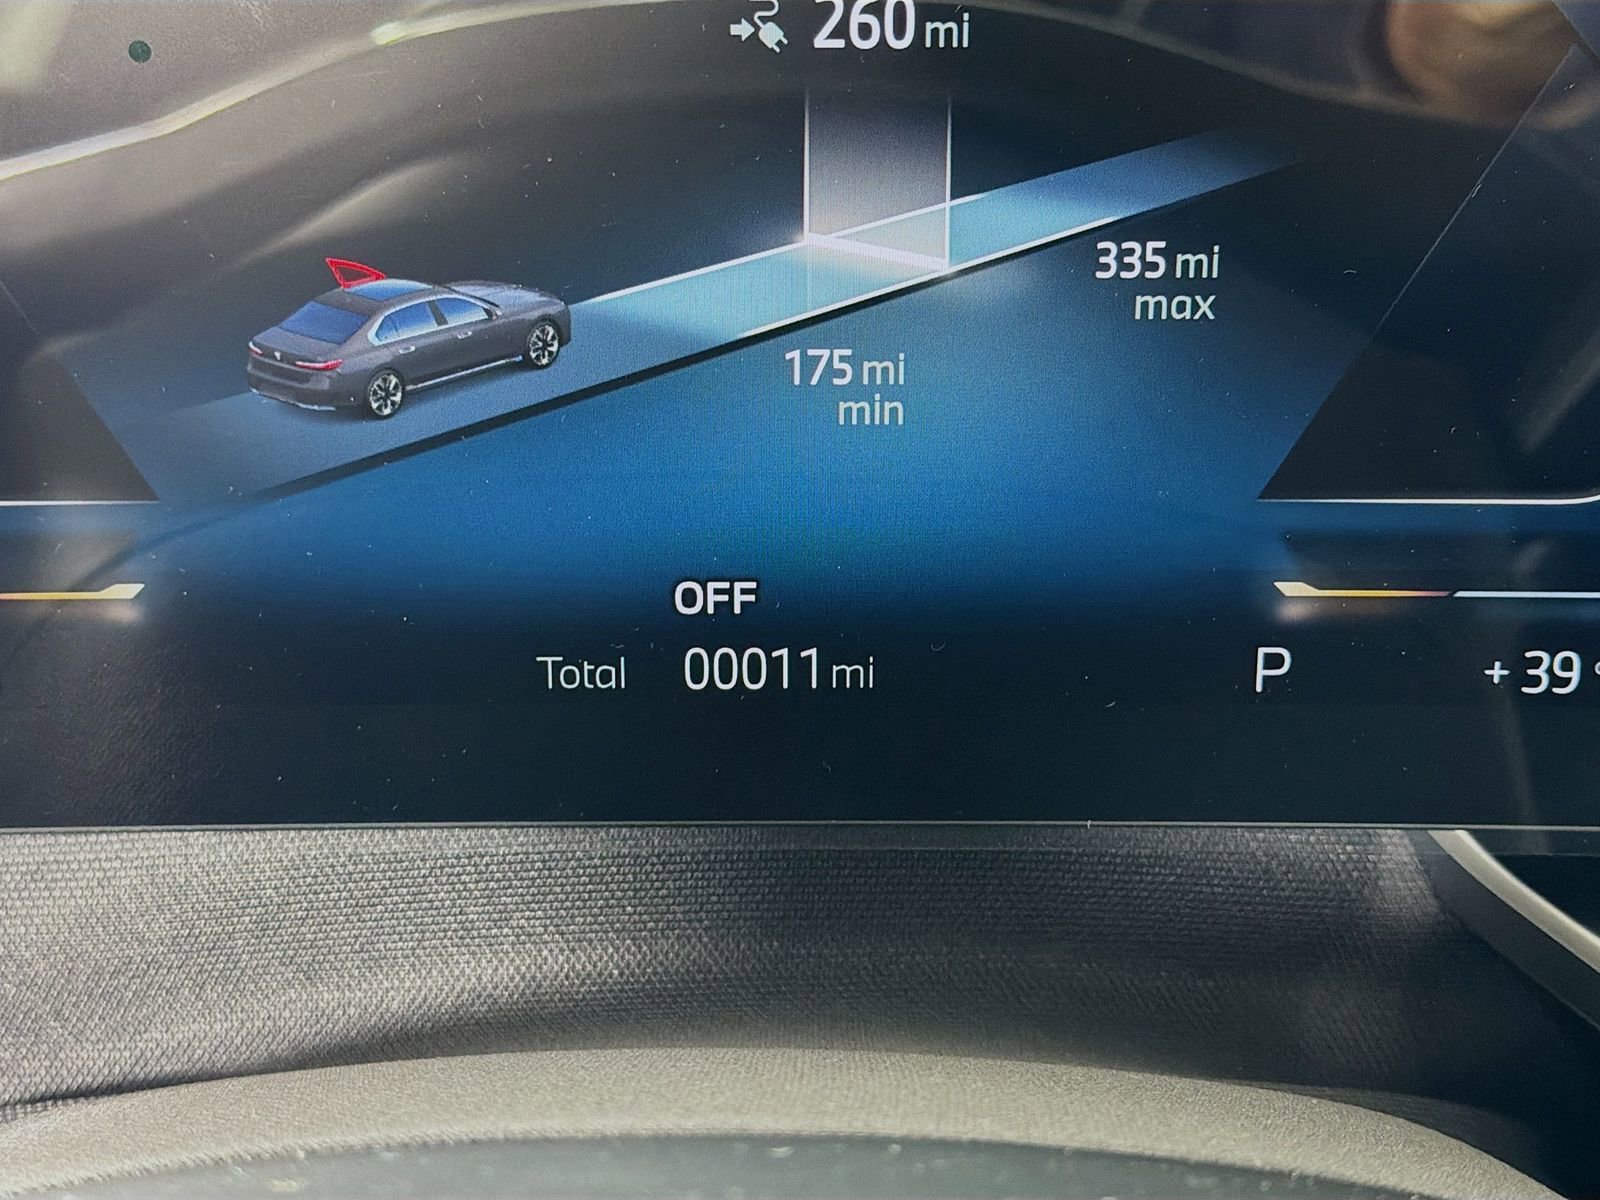 260 mi
335 mi
max
175 mi
min
OFF
Total 00011 mi
P
+ 39 °